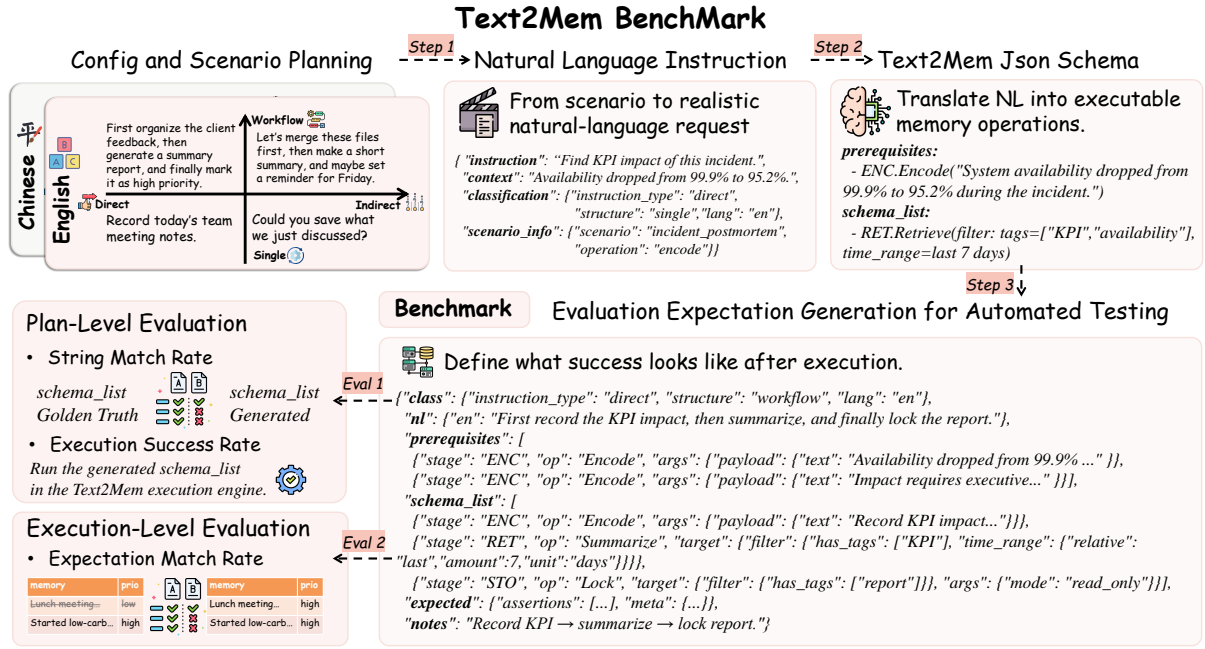 Text2Mem BenchMark
Config and Scenario Planning
Step 1
Natural Language Instruction
Step 2
Text2Mem Json Schema
Chinese
English
A
B
C
First organize the client
feedback, then
generate a summary
report, and finally mark
it as high priority.
Workflow
Let's merge these files
first, then make a short
summary, and maybe set
a reminder for Friday.
Direct
Indirect
Record today's team
meeting notes.
Could you save what
we just discussed?
Single
From scenario to realistic
natural-language request
{ "instruction": “Find KPI impact of this incident.",
"context": "Availability dropped from 99.9% to 95.2%.",
"classification": {"instruction_type": "direct",
"structure": "single","lang": "en"},
"scenario_info": {"scenario": "incident_postmortem",
"operation": "encode"}}
Translate NL into executable
memory operations.
prerequisites:
- ENC.Encode("System availability dropped from
99.9% to 95.2% during the incident.")
schema_list:
- RET.Retrieve(filter: tags=["KPI","availability"],
time_range=last 7 days)
Step 3
Benchmark
Evaluation Expectation Generation for Automated Testing
Define what success looks like after execution.
{"class": {"instruction_type": "direct", "structure": "workflow", "lang": "en"},
"nl": {"en": "First record the KPI impact, then summarize, and finally lock the report."},
"prerequisites": [
{"stage": "ENC", "op": "Encode", "args": {"payload": {"text": "Availability dropped from 99.9% ..." }},
{"stage": "ENC", "op": "Encode", "args": {"payload": {"text": "Impact requires executive..." }}],
"schema_list": [
{"stage": "ENC", "op": "Encode", "args": {"payload": {"text": "Record KPI impact..."}}},
{"stage": "RET", "op": "Summarize", "target": {"filter": {"has_tags": ["KPI"], "time_range": {"relative":
"last","amount":7,"unit":"days"}}}},
{"stage": "STO", "op": "Lock", "target": {"filter": {"has_tags": ["report"]}}, "args": {"mode": "read_only"}}],
"expected": {"assertions": [...], "meta": {...}},
"notes": "Record KPI → summarize → lock report."}
Eval 1
Eval 2
Plan-Level Evaluation
• String Match Rate
schema_list
Golden Truth
A
B
schema_list
Generated
• Execution Success Rate
Run the generated schema_list
in the Text2Mem execution engine.
Execution-Level Evaluation
• Expectation Match Rate
memory prio
Lunch meeting... low
Started low-carb... high
A
B
memory prio
Lunch meeting... high
Started low-carb... high